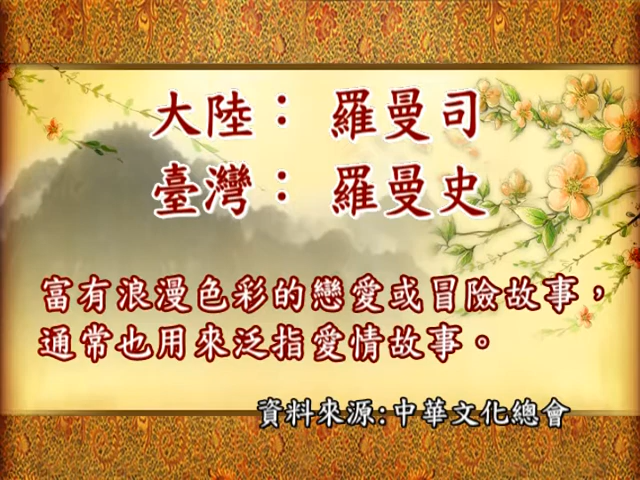 大陸： 羅曼司
臺灣： 羅曼史
富有浪漫色彩的戀愛或冒險故事，
通常也用來泛指愛情故事。
資料來源:中華文化總會